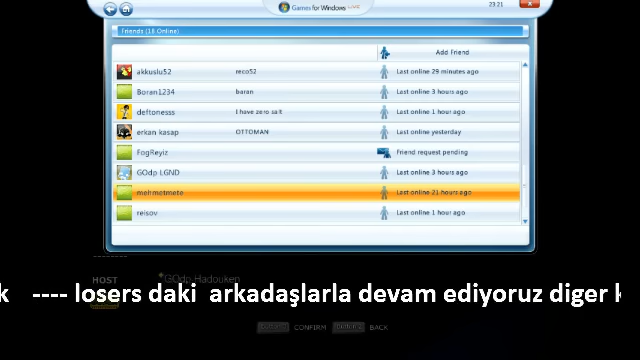 23:21
Games for Windows LIVE
Friends (18 Online)
Add Friend
akkuslu52 reco52 Last online 29 minutes ago
Boran1234 baran Last online 3 hours ago
deftonesss I have zero salt Last online 1 hour ago
erkan kasap OTTOMAN Last online yesterday
FogReyiz Friend request pending
GOdp LGND Last online 3 hours ago
mehmetmete Last online 21 hours ago
reisov Last online 1 hour ago
HOST *GOdp Hadouken
k ---- losers daki arkadaşlarla devam ediyoruz diger k
CONFIRM BACK